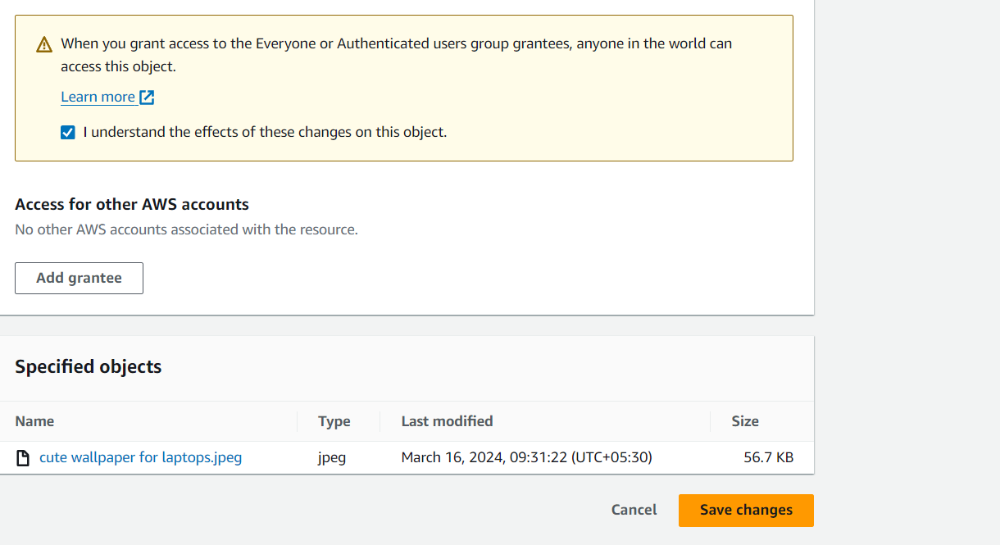 When you grant access to the Everyone or Authenticated users group grantees, anyone in the world can
access this object.
Learn more
I understand the effects of these changes on this object.
Access for other AWS accounts
No other AWS accounts associated with the resource.
Add grantee
Specified objects
Name Type Last modified Size
cute wallpaper for laptops.jpeg jpeg March 16, 2024, 09:31:22 (UTC+05:30) 56.7 KB
Cancel Save changes